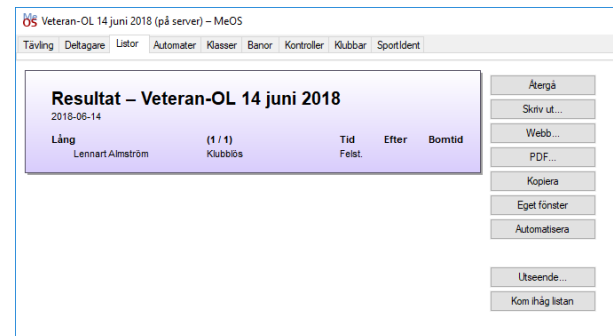 MeOS Veteran-OL 14 juni 2018 (på server) – MeOS
Tävling Deltagare Listor Automater Klasser Banor Kontroller Klubbar SportIdent
Resultat – Veteran-OL 14 juni 2018
2018-06-14
Lång (1 / 1) Tid Efter Bomtid
Lennart Almström Klubblös Felst.
Återgå
Skriv ut...
Webb...
PDF...
Kopiera
Eget fönster
Automatisera
Utseende...
Kom ihåg listan